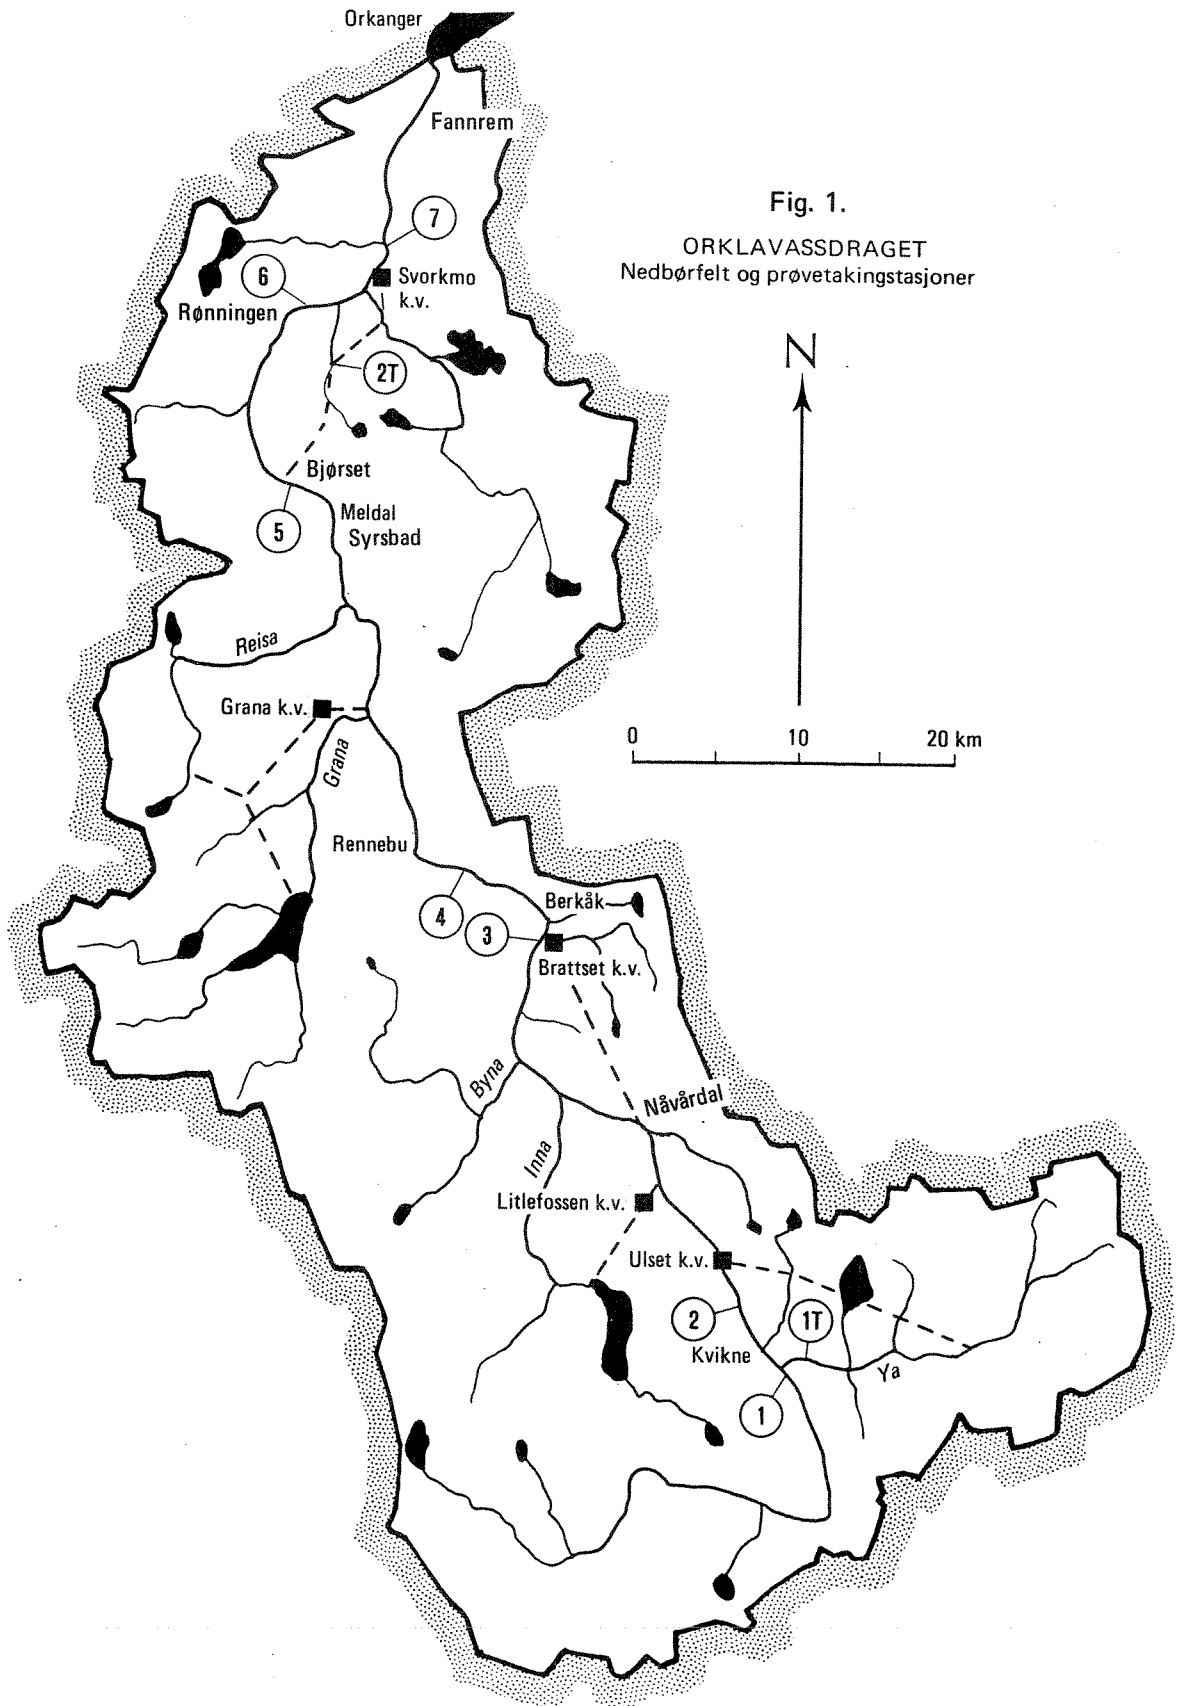 Orkanger
Fannrem
Fig. 1.
ORKLAVASSDRAGET
Nedbørfelt og prøvetakingstasjoner
7
6
Svorkmo
k.v.
Rønningen
N
2T
Bjørset
5
Meldal
Syrsbad
Reisa
Grana k.v.
0 10 20 km
Grana
Rennebu
Berkåk
4
3
Brattset k.v.
Byna
Nåvårdal
Inna
Litlefossen k.v.
Ulset k.v.
2
1T
Kvikne
Ya
1